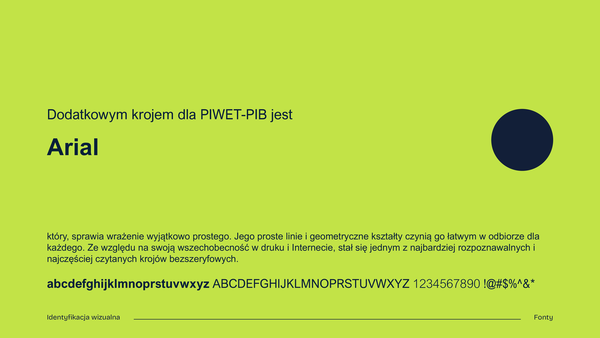 Dodatkowym krojem dla PIWET-PIB jest
Arial
który, sprawia wrażenie wyjątkowo prostego. Jego proste linie i geometryczne kształty czynią go łatwym w odbiorze dla
każdego. Ze względu na swoją wszechobecność w druku i Internecie, stał się jednym z najbardziej rozpoznawalnych i
najczęściej czytanych krojów bezszeryfowych.
abcdefghijklmnoprstuvwxyz ABCDEFGHIJKLMNOPRSTUVWXYZ 1234567890 !@#$%^&*
Identyfikacja wizualna Fonty